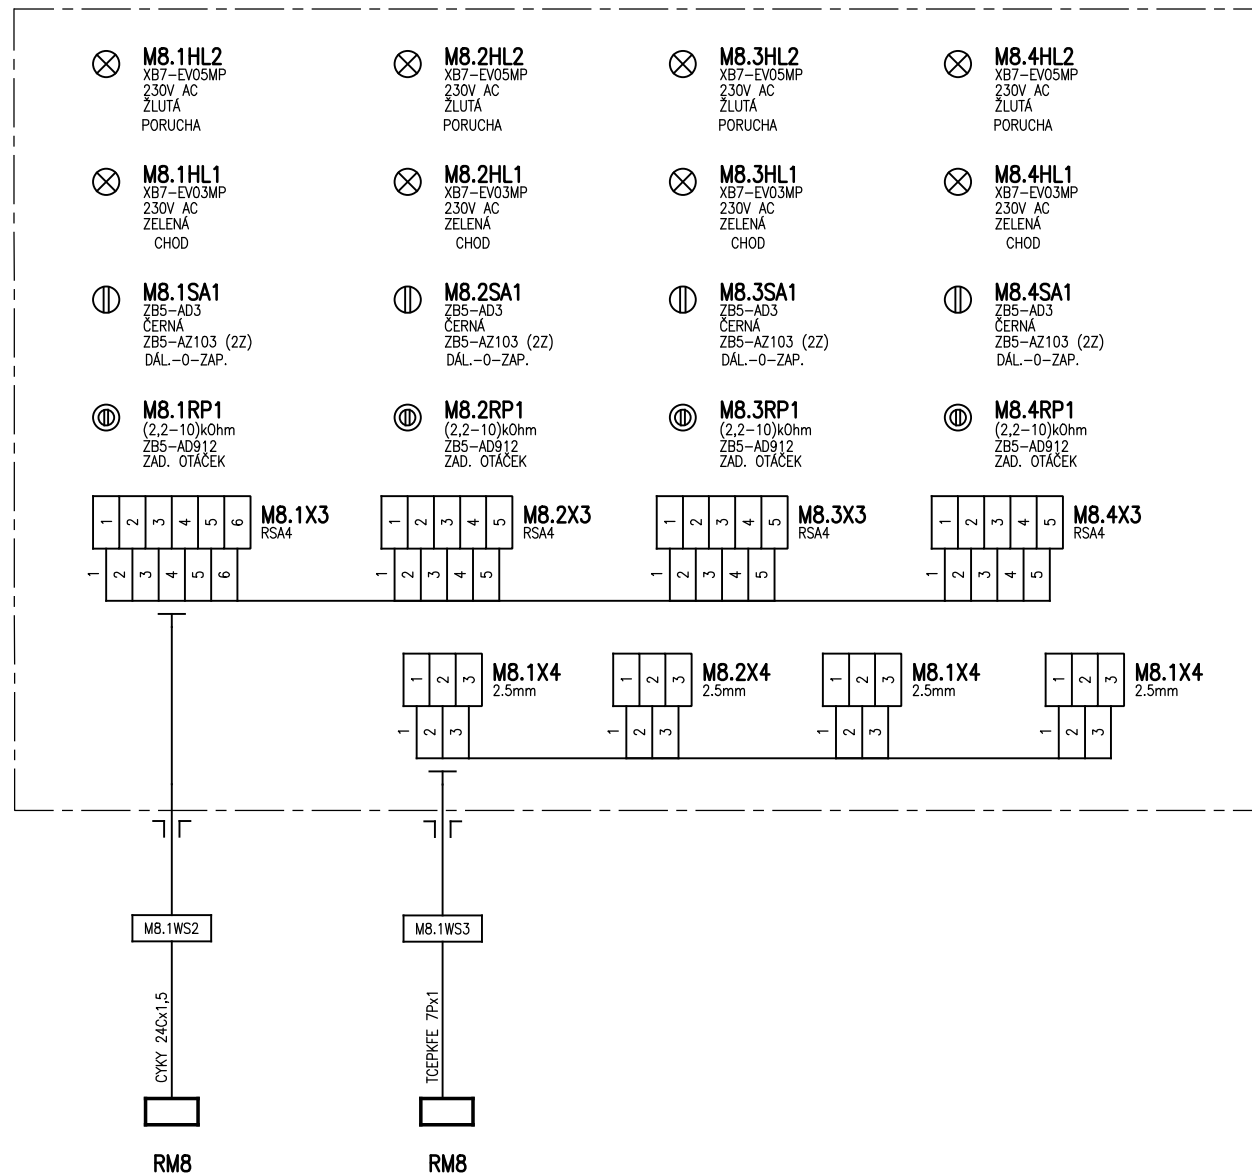 M8.1HL2
XB7-EV05MP
230V AC
ŽLUTÁ
PORUCHA
M8.2HL2
XB7-EV05MP
230V AC
ŽLUTÁ
PORUCHA
M8.3HL2
XB7-EV05MP
230V AC
ŽLUTÁ
PORUCHA
M8.4HL2
XB7-EV05MP
230V AC
ŽLUTÁ
PORUCHA
M8.1HL1
XB7-EV03MP
230V AC
ZELENÁ
CHOD
M8.2HL1
XB7-EV03MP
230V AC
ZELENÁ
CHOD
M8.3HL1
XB7-EV03MP
230V AC
ZELENÁ
CHOD
M8.4HL1
XB7-EV03MP
230V AC
ZELENÁ
CHOD
M8.1SA1
ZB5-AD3
ČERNÁ
ZB5-AZ103 (2Z)
DÁL.-0-ZAP.
M8.2SA1
ZB5-AD3
ČERNÁ
ZB5-AZ103 (2Z)
DÁL.-0-ZAP.
M8.3SA1
ZB5-AD3
ČERNÁ
ZB5-AZ103 (2Z)
DÁL.-0-ZAP.
M8.4SA1
ZB5-AD3
ČERNÁ
ZB5-AZ103 (2Z)
DÁL.-0-ZAP.
M8.1RP1
(2,2-10)kOhm
ZB5-AD912
ZAD. OTÁČEK
M8.2RP1
(2,2-10)kOhm
ZB5-AD912
ZAD. OTÁČEK
M8.3RP1
(2,2-10)kOhm
ZB5-AD912
ZAD. OTÁČEK
M8.4RP1
(2,2-10)kOhm
ZB5-AD912
ZAD. OTÁČEK
1 2 3 4 5 6
M8.1X3
RSA4
1 2 3 4 5 6
1 2 3 4 5
M8.2X3
RSA4
1 2 3 4 5
1 2 3 4 5
M8.3X3
RSA4
1 2 3 4 5
1 2 3 4 5
M8.4X3
RSA4
1 2 3 4 5
1 2 3
M8.1X4
2.5mm
1 2 3
1 2 3
M8.2X4
2.5mm
1 2 3
1 2 3
M8.1X4
2.5mm
1 2 3
1 2 3
M8.1X4
2.5mm
1 2 3
M8.1WS2
M8.1WS3
CYKY 24Cx1,5
TCEPKFE 7Px1
RM8
RM8